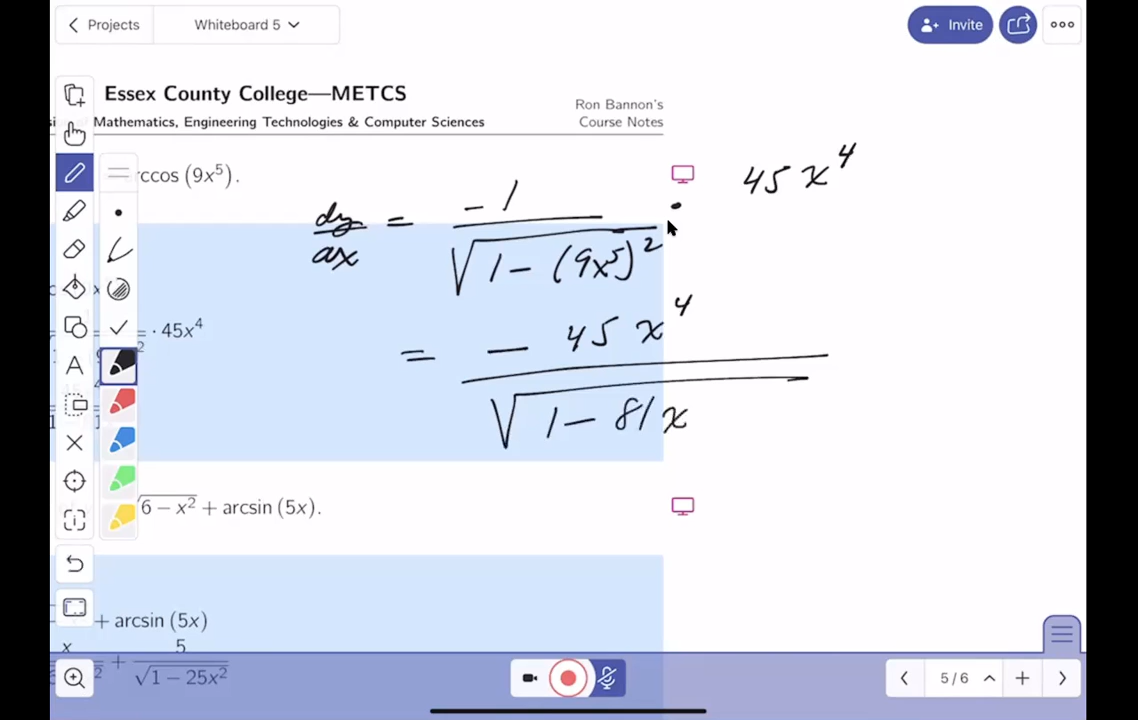 Projects
Whiteboard 5
Invite
Essex County College—METCS
Ron Bannon's
Mathematics, Engineering Technologies & Computer Sciences
Course Notes
rccos (9x⁵).
dy/dx = -1/√(1 - (9x⁵)²) · 45x⁴
· 45x⁴
= - 45x⁴/√(1 - 81x
√6 − x² + arcsin (5x).
+ arcsin (5x)
x
+ 5/√(1 − 25x²)
A
5/6